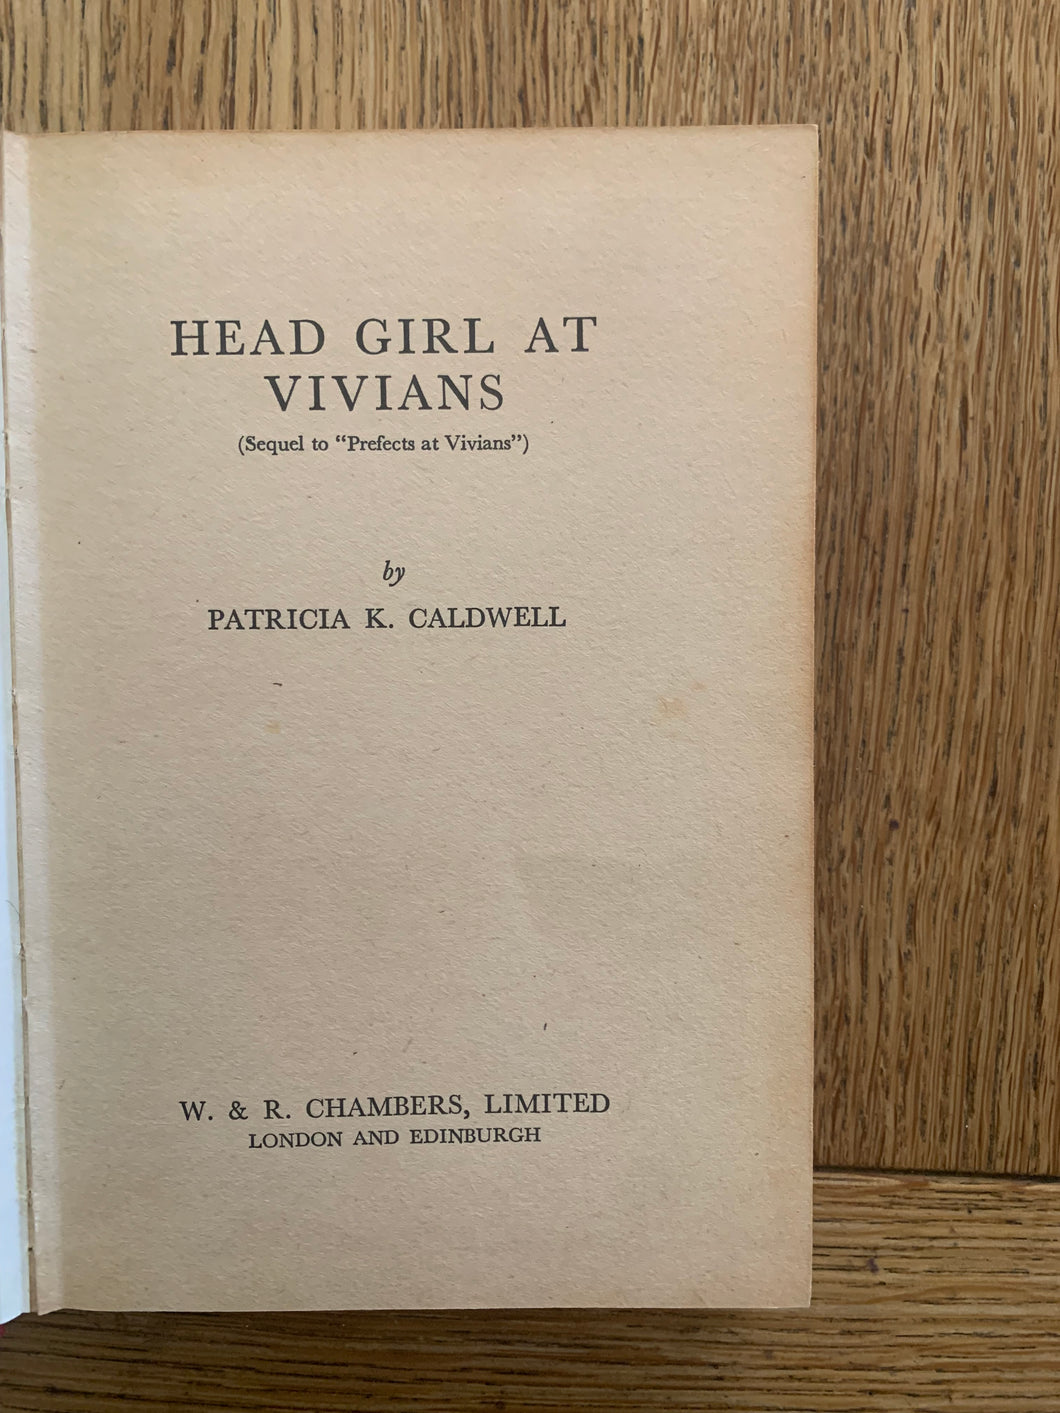 HEAD GIRL AT
VIVIANS
(Sequel to “Prefects at Vivians”)
by
PATRICIA K. CALDWELL
W. & R. CHAMBERS, LIMITED
LONDON AND EDINBURGH